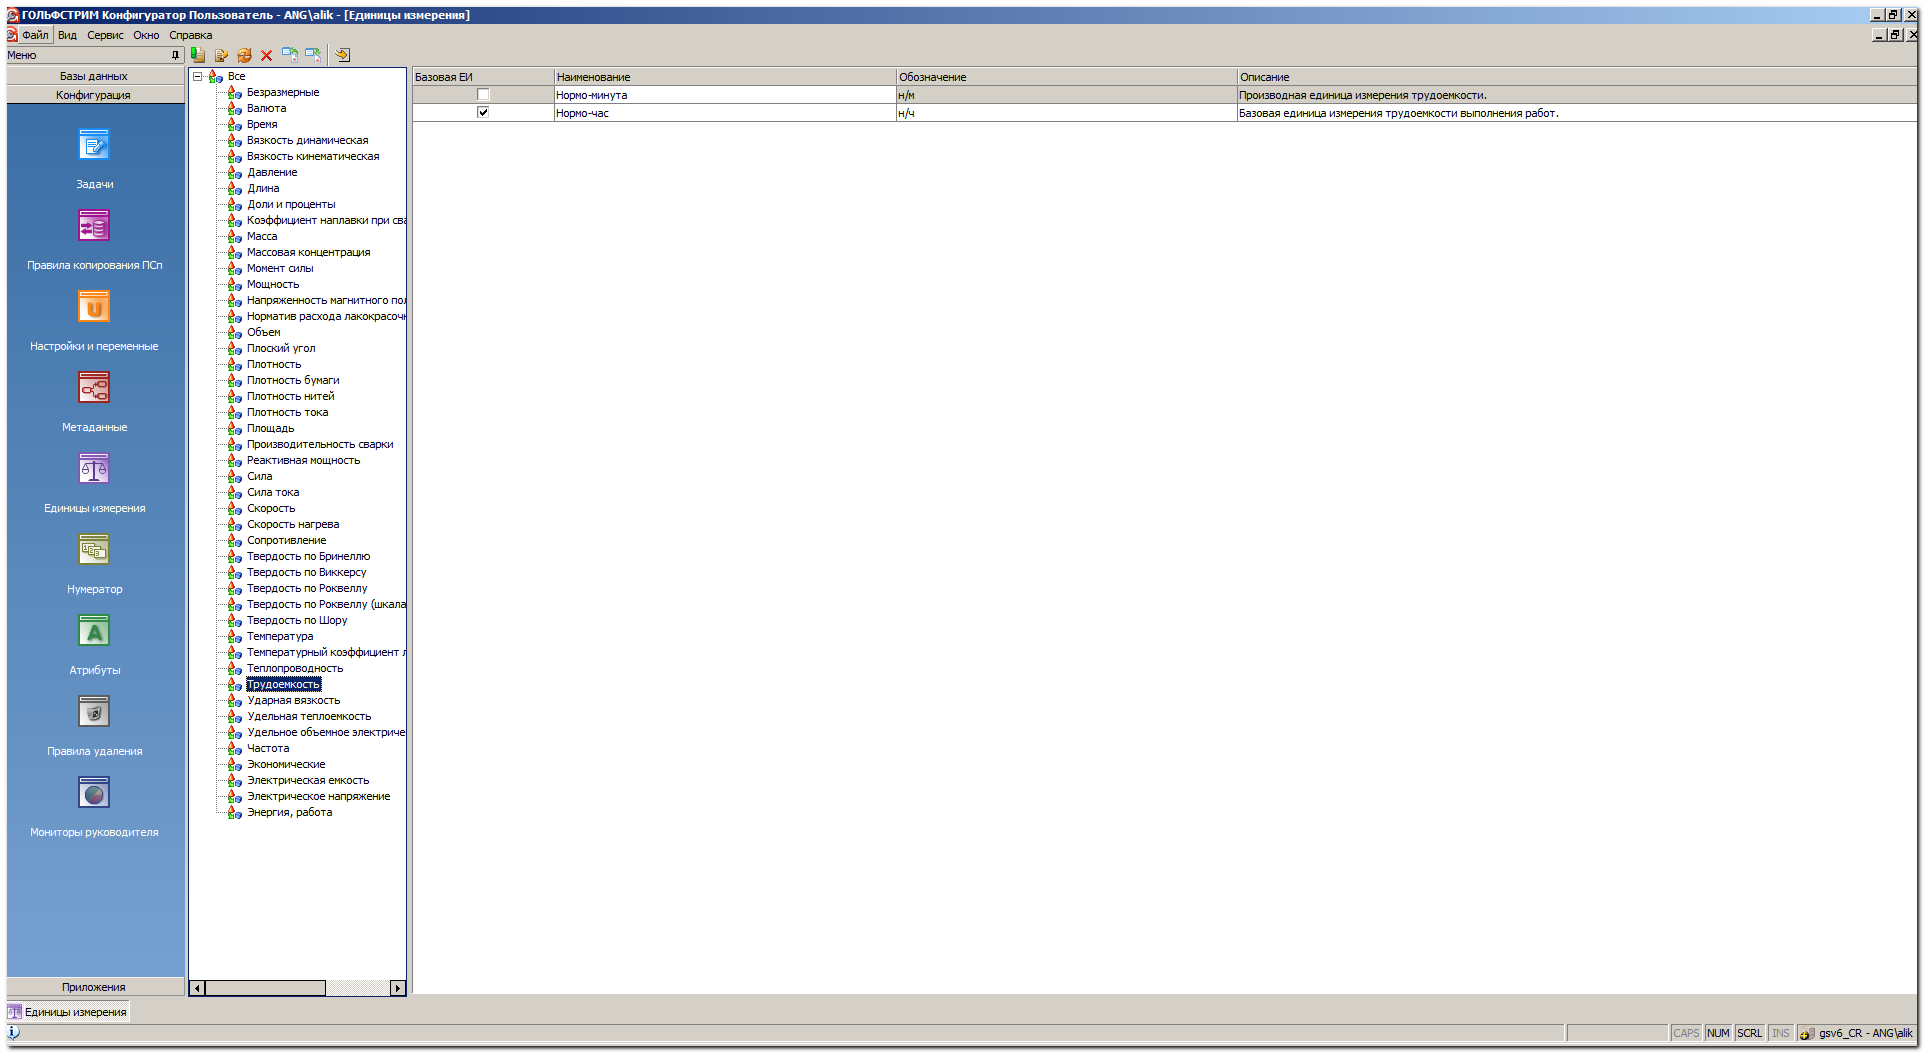 ГОЛЬФСТРИМ Конфигуратор Пользователь - ANG\alik - [Единицы измерения]
Файл Вид Сервис Окно Справка
Меню
Базы данных
Конфигурация
Задачи
Правила копирования ПСп
Настройки и переменные
Метаданные
Единицы измерения
Нумератор
Атрибуты
Правила удаления
Мониторы руководителя
Приложения
Все
Безразмерные
Валюта
Время
Вязкость динамическая
Вязкость кинематическая
Давление
Длина
Доли и проценты
Коэффициент наплавки при сва
Масса
Массовая концентрация
Момент силы
Мощность
Напряженность магнитного пол
Норматив расхода лакокрасочн
Объем
Плоский угол
Плотность
Плотность бумаги
Плотность нитей
Плотность тока
Площадь
Производительность сварки
Реактивная мощность
Сила
Сила тока
Скорость
Скорость нагрева
Сопротивление
Твердость по Бринеллю
Твердость по Виккерсу
Твердость по Роквеллу
Твердость по Роквеллу (шкала
Твердость по Шору
Температура
Температурный коэффициент л
Теплопроводность
Трудоемкость
Ударная вязкость
Удельная теплоемкость
Удельное объемное электриче
Частота
Экономические
Электрическая емкость
Электрическое напряжение
Энергия, работа
Базовая ЕИ Наименование Обозначение Описание
Нормо-минута н/м Производная единица измерения трудоемкости.
Нормо-час н/ч Базовая единица измерения трудоемкости выполнения работ.
Единицы измерения
CAPS NUM SCRL INS gsv6_CR - ANG\alik